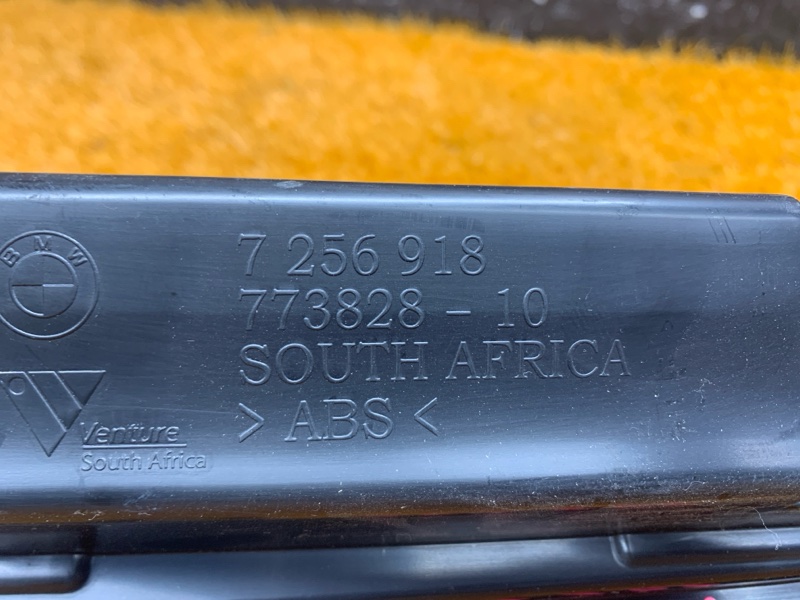 BMW
7 256 918
773828 - 10
SOUTH AFRICA
> ABS <
Venture
South Africa